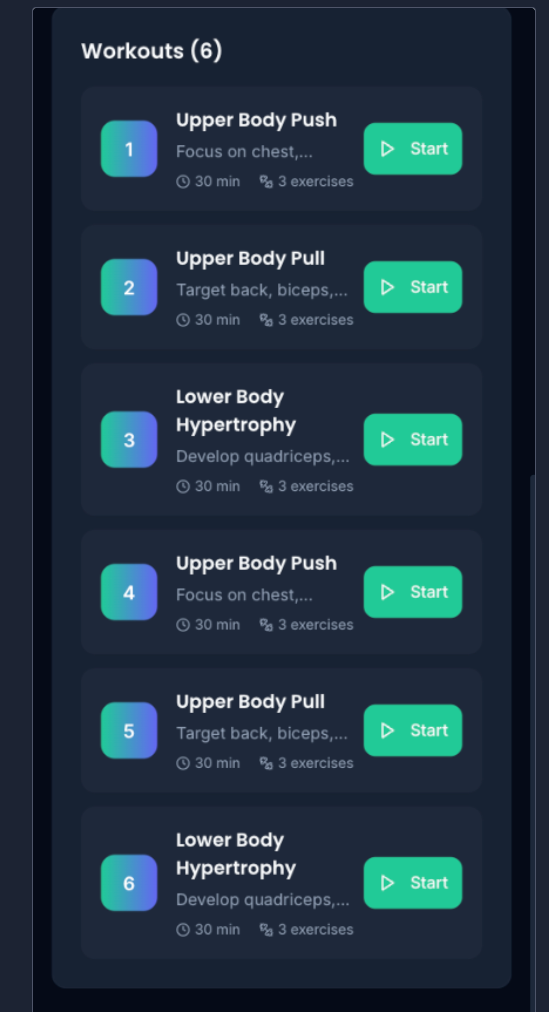 Workouts (6)
1
Upper Body Push
Focus on chest,...
30 min 3 exercises
Start
2
Upper Body Pull
Target back, biceps,...
30 min 3 exercises
Start
3
Lower Body
Hypertrophy
Develop quadriceps,...
30 min 3 exercises
Start
4
Upper Body Push
Focus on chest,...
30 min 3 exercises
Start
5
Upper Body Pull
Target back, biceps,...
30 min 3 exercises
Start
6
Lower Body
Hypertrophy
Develop quadriceps,...
30 min 3 exercises
Start